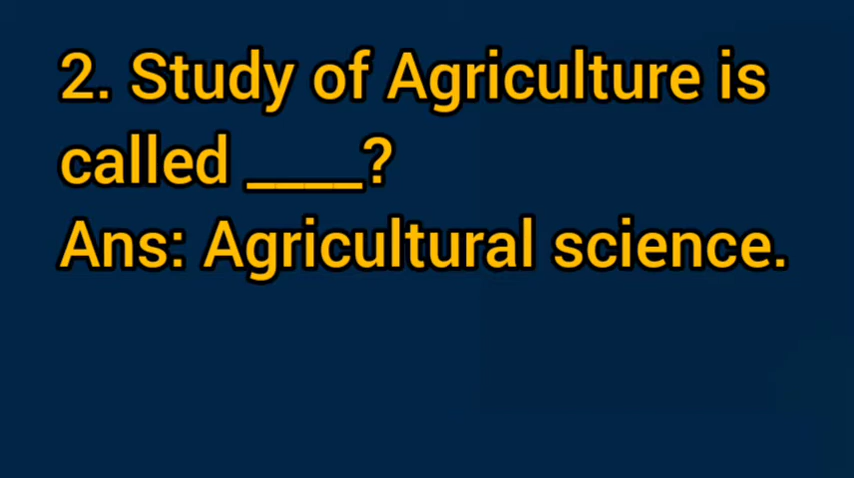 2. Study of Agriculture is
called ____?
Ans: Agricultural science.